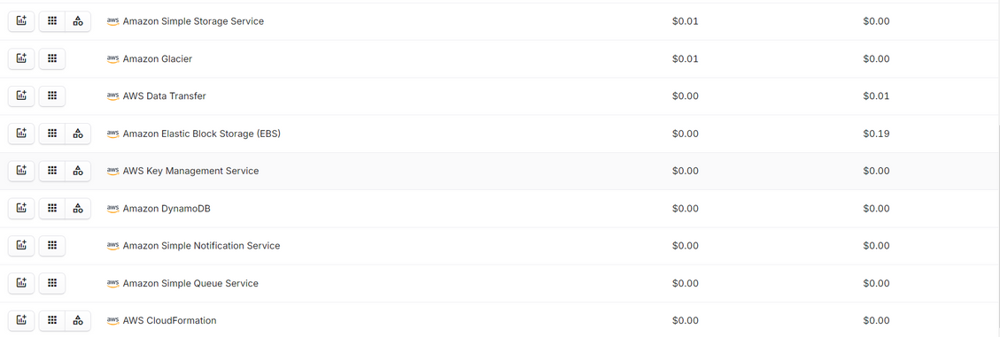 aws Amazon Simple Storage Service $0.01 $0.00
aws Amazon Glacier $0.01 $0.00
aws AWS Data Transfer $0.00 $0.01
aws Amazon Elastic Block Storage (EBS) $0.00 $0.19
aws AWS Key Management Service $0.00 $0.00
aws Amazon DynamoDB $0.00 $0.00
aws Amazon Simple Notification Service $0.00 $0.00
aws Amazon Simple Queue Service $0.00 $0.00
aws AWS CloudFormation $0.00 $0.00